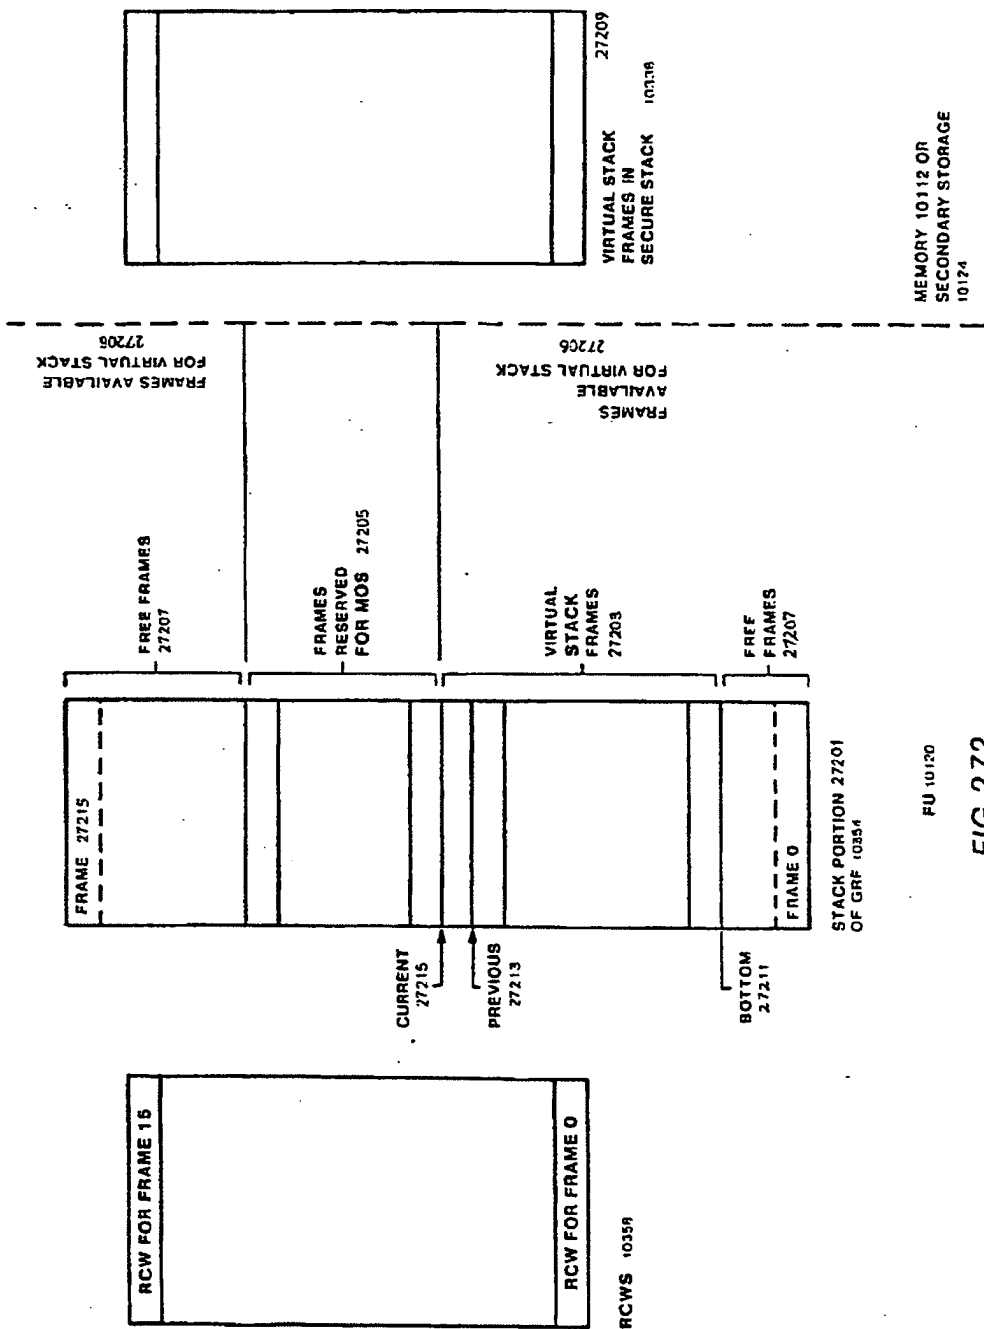 RCW FOR FRAME 15
RCW FOR FRAME 0
RCWS 10358
CURRENT
27215
PREVIOUS
27213
BOTTOM
27211
FRAME 27215
FRAME 0
STACK PORTION 27201
OF GRF 10354
FREE FRAMES
27207
FRAMES
RESERVED
FOR MOS 27205
VIRTUAL
STACK
FRAMES
27203
FREE
FRAMES
27207
FU 10120
FIG 272
FRAMES AVAILABLE
FOR VIRTUAL STACK
27206
FRAMES
AVAILABLE
FOR VIRTUAL STACK
27206
27209
VIRTUAL STACK
FRAMES IN
SECURE STACK
MEMORY 10112 OR
SECONDARY STORAGE
10124